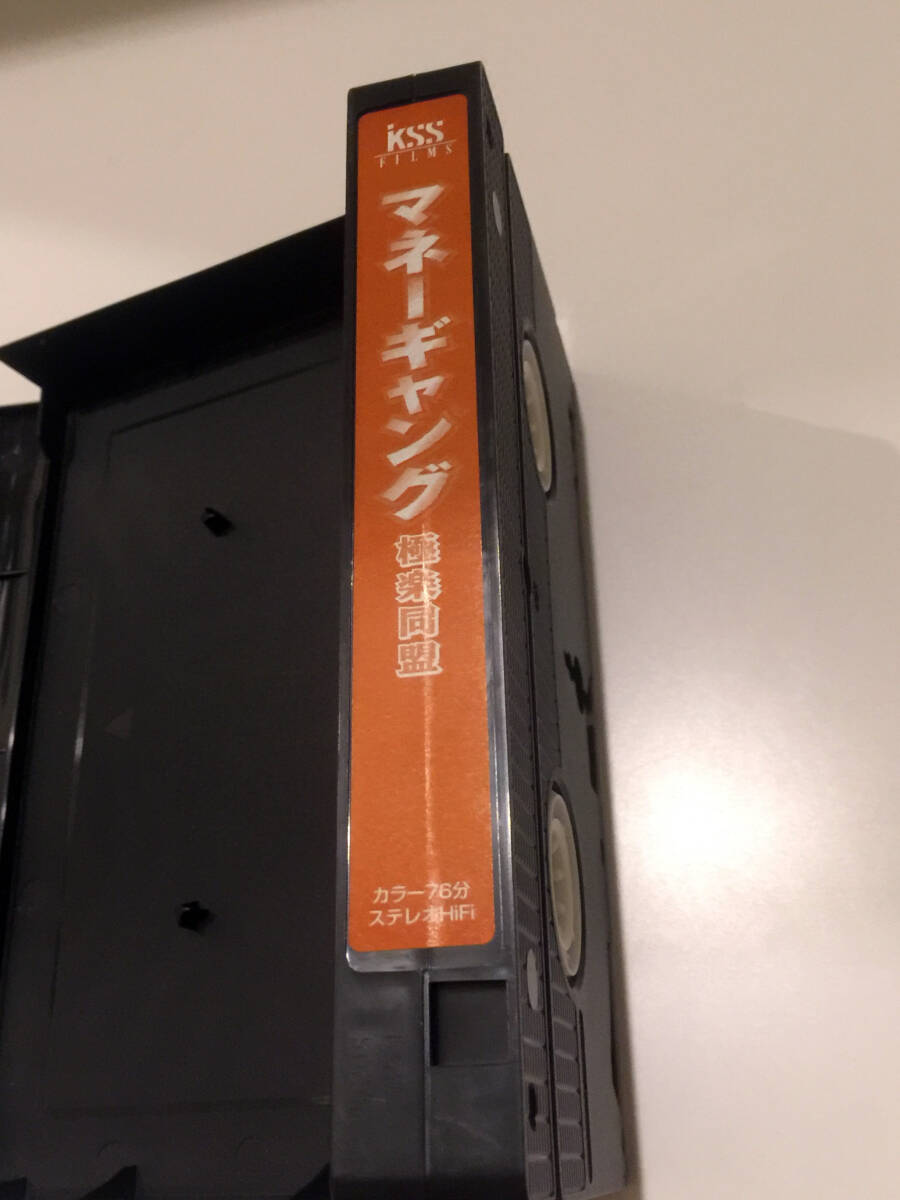 KSS
FILMS
マネーギャング
極楽同盟
カラー76分
ステレオHiFi